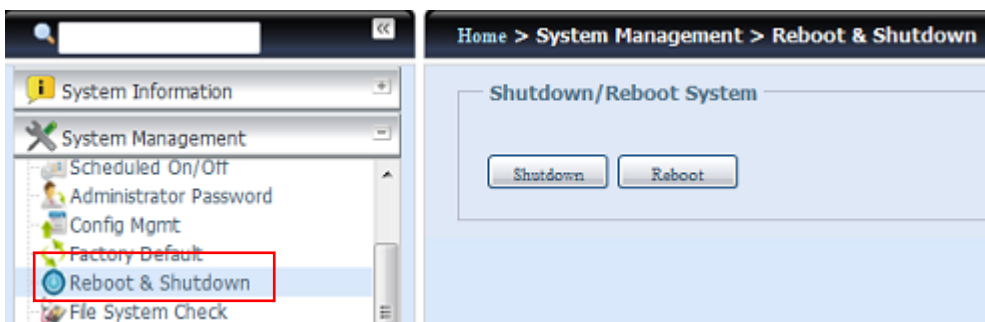 Home > System Management > Reboot & Shutdown
System Information
System Management
Scheduled On/Off
Administrator Password
Config Mgmt
Factory Default
Reboot & Shutdown
File System Check
Shutdown/Reboot System
Shutdown
Reboot